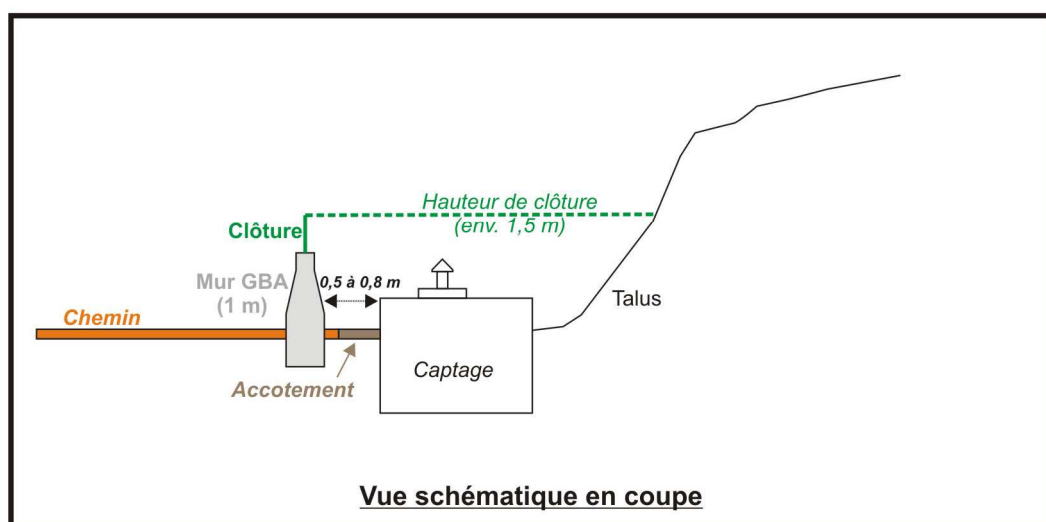 Hauteur de clôture
(env. 1,5 m)
Clôture
Mur GBA
(1 m)
0,5 à 0,8 m
Chemin
Talus
Captage
Accotement
Vue schématique en coupe